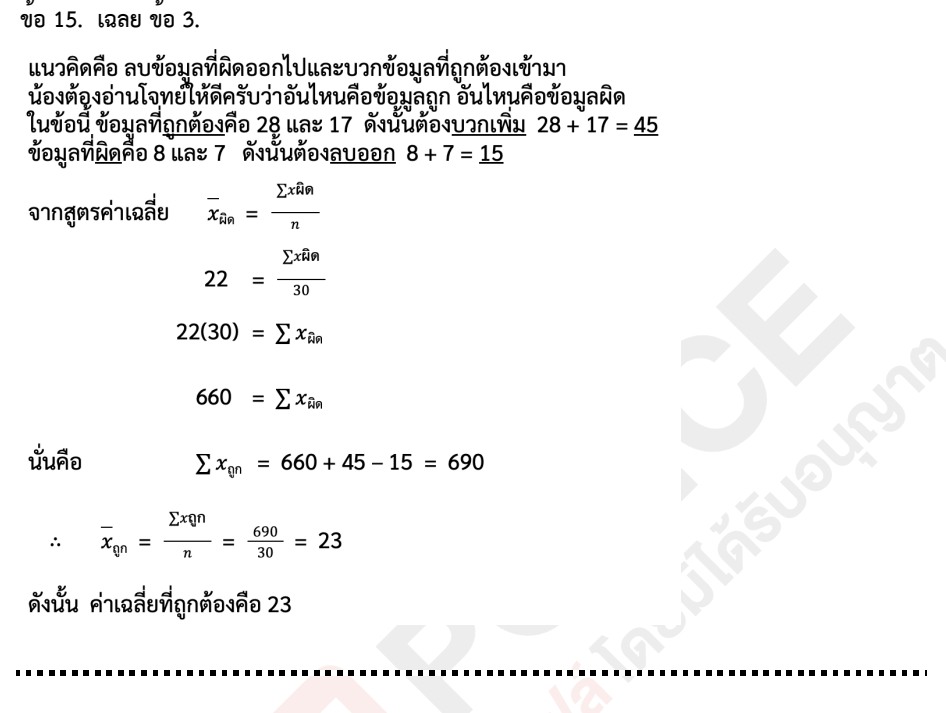 ข้อ 15. เฉลย ข้อ 3.
แนวคิดคือ ลบข้อมูลที่ผิดออกไปและบวกข้อมูลที่ถูกต้องเข้ามา
น้องต้องอ่านโจทย์ให้ดีครับว่าอันไหนคือข้อมูลถูก อันไหนคือข้อมูลผิด
ในข้อนี้ ข้อมูลที่ถูกต้องคือ 28 และ 17 ดังนั้นต้องบวกเพิ่ม 28 + 17 = 45
ข้อมูลที่ผิดคือ 8 และ 7 ดังนั้นต้องลบออก 8 + 7 = 15
จากสูตรค่าเฉลี่ย x̄ผิด = ∑xผิด / n
22 = ∑xผิด / 30
22(30) = ∑ xผิด
660 = ∑ xผิด
นั่นคือ ∑ xถูก = 660 + 45 – 15 = 690
∴ x̄ถูก = ∑xถูก / n = 690 / 30 = 23
ดังนั้น ค่าเฉลี่ยที่ถูกต้องคือ 23